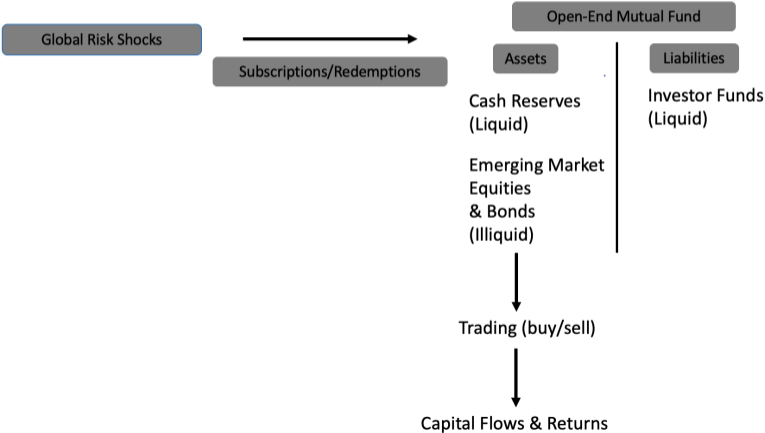 Open-End Mutual Fund
Global Risk Shocks
Subscriptions/Redemptions
Assets
Liabilities
Cash Reserves
(Liquid)
Investor Funds
(Liquid)
Emerging Market
Equities
& Bonds
(Illiquid)
Trading (buy/sell)
Capital Flows & Returns